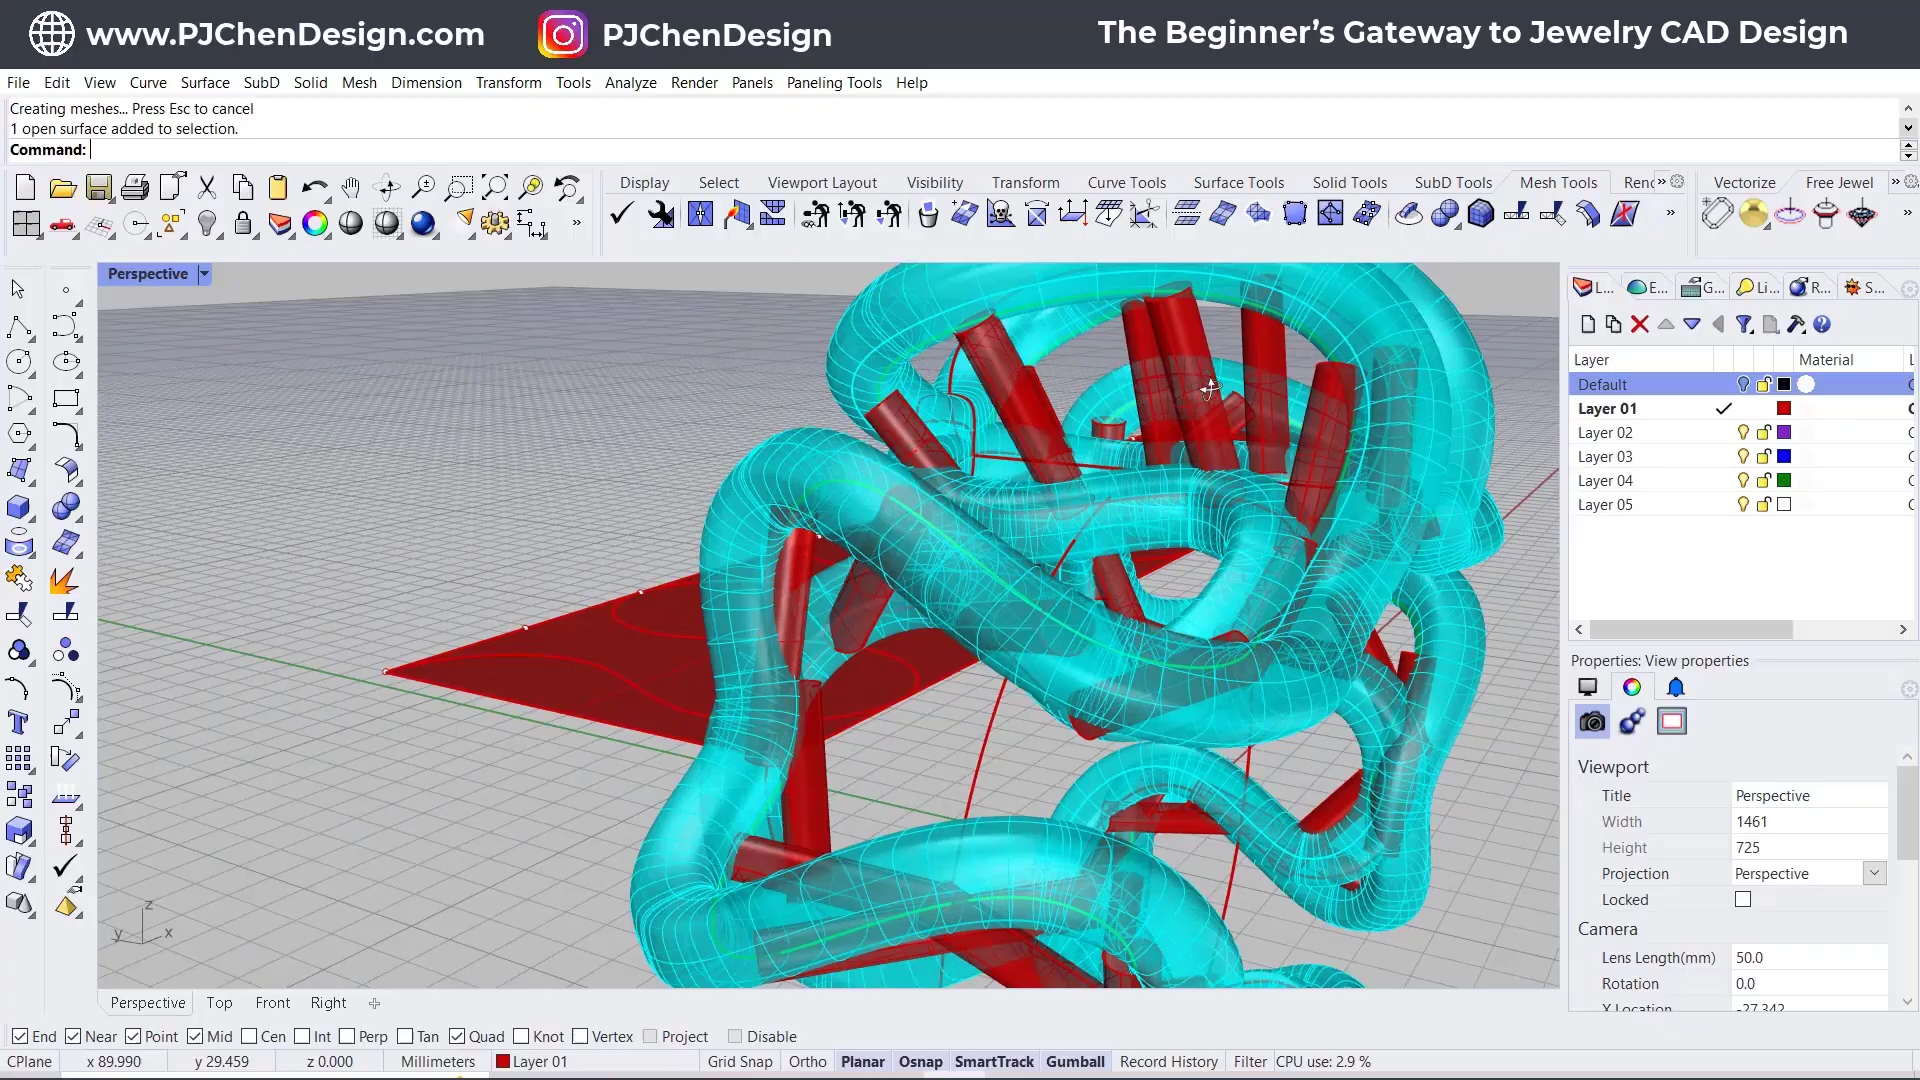 www.PJChenDesign.com
PJChenDesign
The Beginner's Gateway to Jewelry CAD Design
File Edit View Curve Surface SubD Solid Mesh Dimension Transform Tools Analyze Render Panels Paneling Tools Help
Creating meshes... Press Esc to cancel
1 open surface added to selection.
Command:
Display Select Viewport Layout Visibility Transform Curve Tools Surface Tools Solid Tools SubD Tools Mesh Tools Ren » Vectorize Free Jewel »
Perspective
L... E... G... Li... R... S...
Layer Material
Default
Layer 01
Layer 02
Layer 03
Layer 04
Layer 05
Properties: View properties
Viewport
Title Perspective
Width 1461
Height 725
Projection Perspective
Locked
Camera
Lens Length(mm) 50.0
Rotation 0.0
X Location -27.342
z
y x
Perspective Top Front Right
End Near Point Mid Cen Int Perp Tan Quad Knot Vertex Project Disable
CPlane x 89.990 y 29.459 z 0.000 Millimeters Layer 01 Grid Snap Ortho Planar Osnap SmartTrack Gumball Record History Filter CPU use: 2.9 %